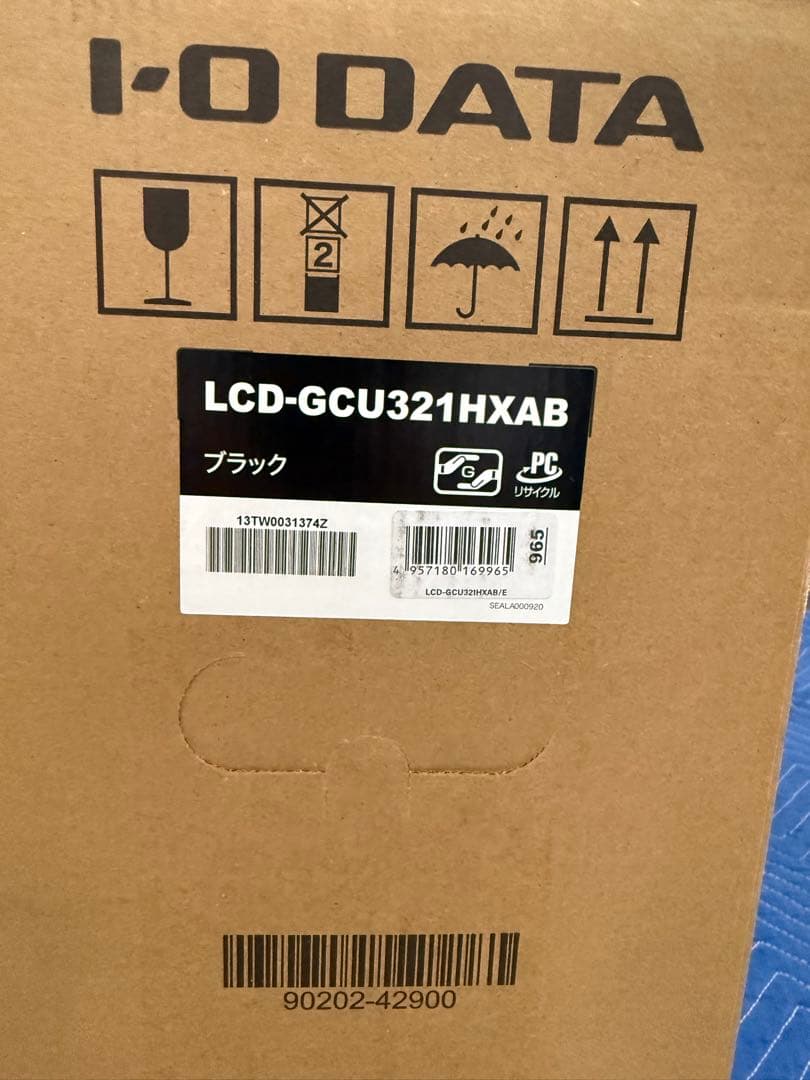 I-O DATA
2
LCD-GCU321HXAB
ブラック
G
PC
リサイクル
13TW0031374Z
4 957180 169965
965
LCD-GCU321HXAB/E
SEALA000920
90202-42900